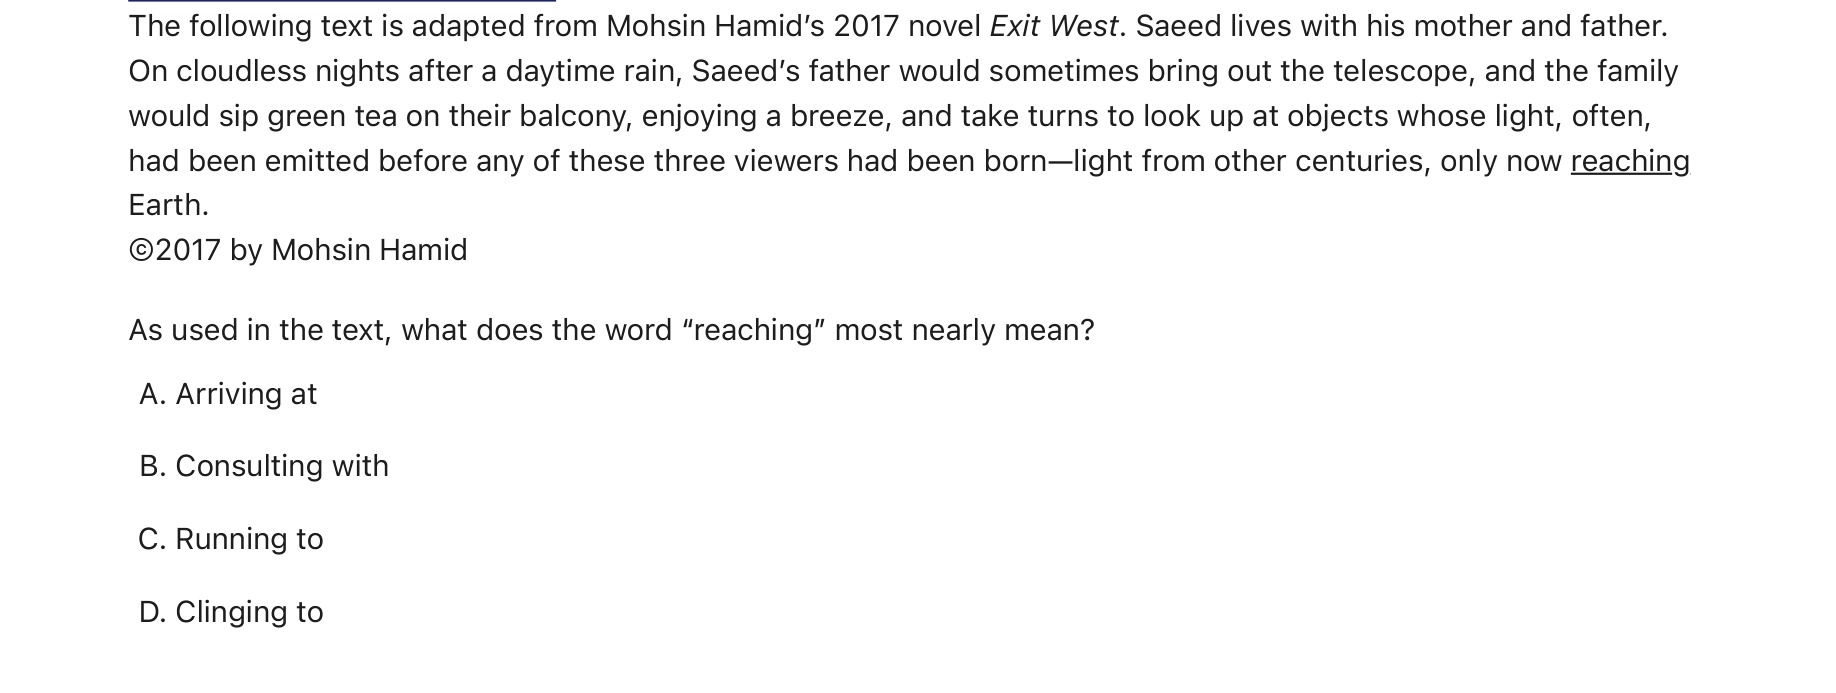 The following text is adapted from Mohsin Hamid’s 2017 novel Exit West. Saeed lives with his mother and father.
On cloudless nights after a daytime rain, Saeed’s father would sometimes bring out the telescope, and the family
would sip green tea on their balcony, enjoying a breeze, and take turns to look up at objects whose light, often,
had been emitted before any of these three viewers had been born—light from other centuries, only now reaching
Earth.
©2017 by Mohsin Hamid
As used in the text, what does the word “reaching” most nearly mean?
A. Arriving at
B. Consulting with
C. Running to
D. Clinging to